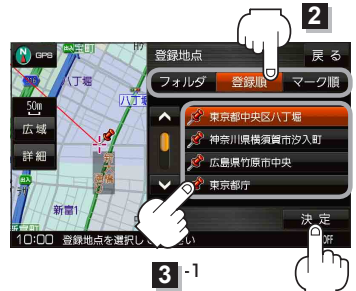 2
GPS
登録地点
戻る
フォルダ
登録順
マーク順
八丁堀
八丁
50m
広域
詳細
新富1
東京都中央区八丁堀
神奈川県横須賀市汐入町
広島県竹原市中央
東京都庁
決定
10:00 登録地点を選択して
い
OFF
3 -1